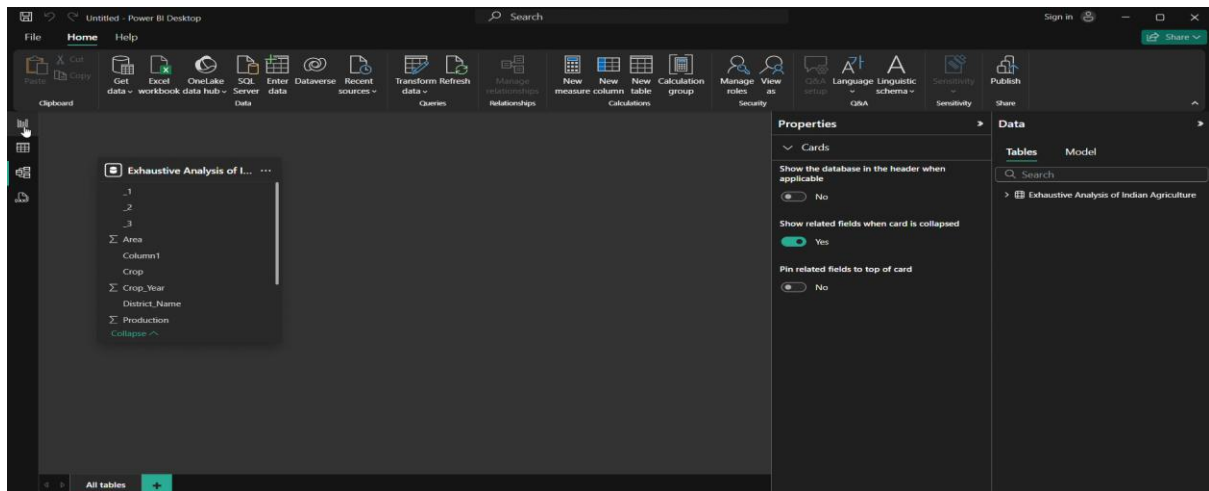 Untitled - Power BI Desktop
Search
Sign in
File Home Help
Share
Paste
Cut
Copy
Clipboard
Get data
Excel workbook
OneLake data hub
SQL Server
Enter data
Dataverse
Recent sources
Data
Transform data
Refresh
Queries
Manage relationships
Relationships
New measure
New column
New table
Calculation group
Calculations
Manage roles
View as
Security
Q&A setup
Language
Linguistic schema
Q&A
Sensitivity
Sensitivity
Publish
Share
Exhaustive Analysis of I... ...
_1
_2
_3
Σ Area
Column1
Crop
Σ Crop_Year
District_Name
Σ Production
Collapse
All tables +
Properties
Cards
Show the database in the header when
applicable
No
Show related fields when card is collapsed
Yes
Pin related fields to top of card
No
Data
Tables Model
Search
Exhaustive Analysis of Indian Agriculture